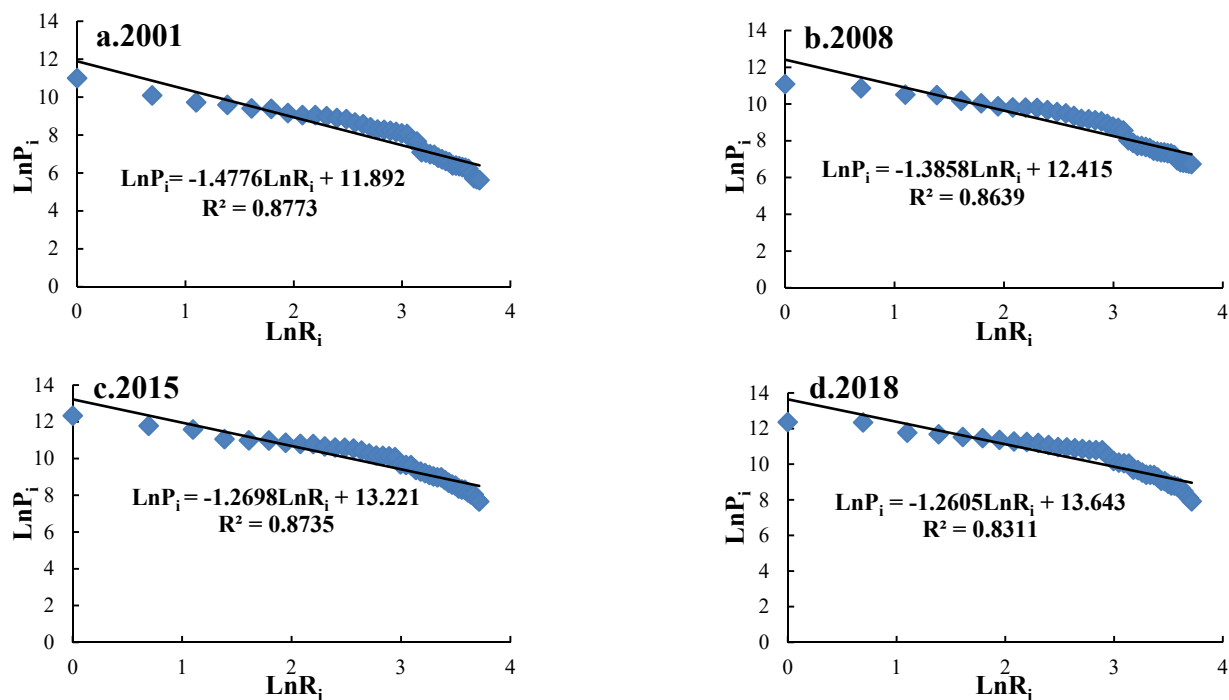 a.2001
14
12
10
8
6
4
2
0
LnPᵢ
LnPᵢ = -1.4776LnRᵢ + 11.892
R² = 0.8773
0 1 2 3 4
LnRᵢ
b.2008
14
12
10
8
6
4
2
0
LnPᵢ
LnPᵢ = -1.3858LnRᵢ + 12.415
R² = 0.8639
0 1 2 3 4
LnRᵢ
c.2015
14
12
10
8
6
4
2
0
LnPᵢ
LnPᵢ = -1.2698LnRᵢ + 13.221
R² = 0.8735
0 1 2 3 4
LnRᵢ
d.2018
16
14
12
10
8
6
4
2
0
LnPᵢ
LnPᵢ = -1.2605LnRᵢ + 13.643
R² = 0.8311
0 1 2 3 4
LnRᵢ